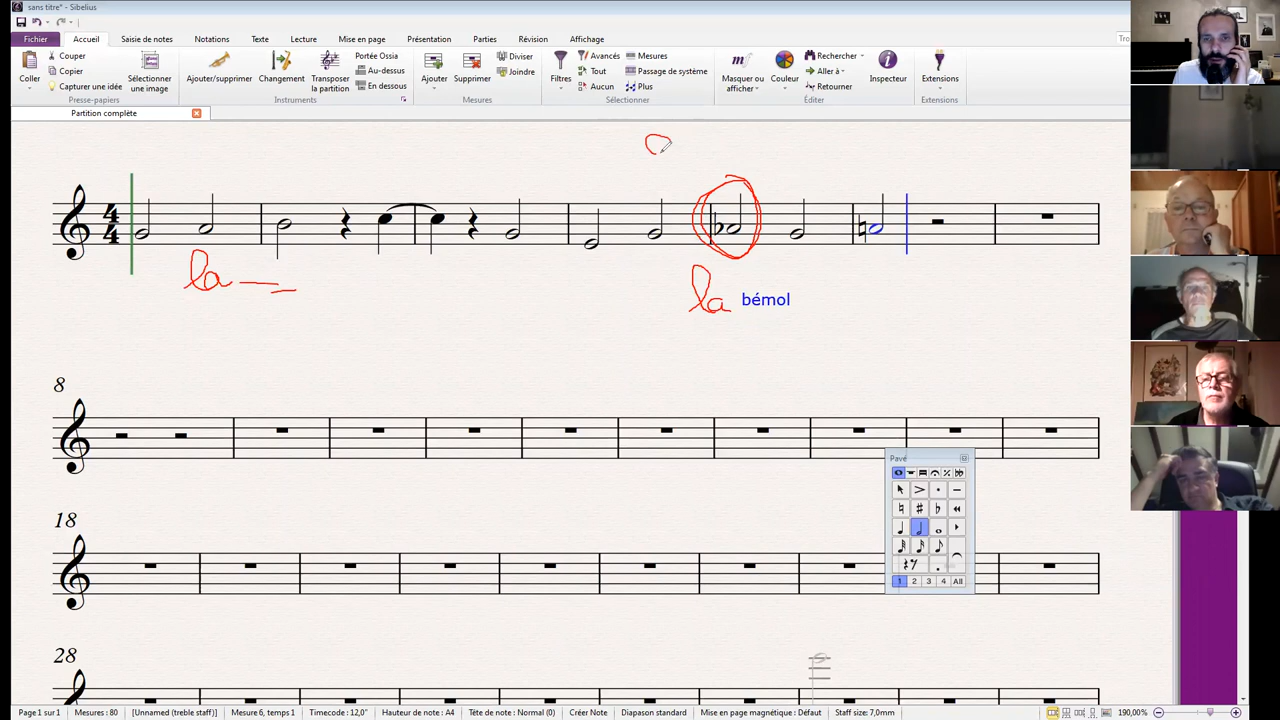 sans titre* - Sibelius
Fichier Accueil Saisie de notes Notations Texte Lecture Mise en page Présentation Parties Révision Affichage Tro
Couper Portée Ossia Diviser Avancés Mesures Rechercher
Coller Copier Sélectionner une image Ajouter/supprimer Changement Transposer la partition Au-dessus Ajouter Supprimer Joindre Filtres Tout Passage de système Masquer ou afficher Couleur Aller à Inspecteur Extensions
Capturer une idée En dessous Aucun Plus Retourner
Presse-papiers Instruments Mesures Sélectionner Éditer Extensions
Partition complète
4
4
la
la bémol
8
Pavé
1 2 3 4 All
18
28
Page 1 sur 1 Mesures : 80 [Unnamed (treble staff)] Mesure 6, temps 1 Timecode : 12,0" Hauteur de note : A4 Tête de note : Normal (0) Créer Note Diapason standard Mise en page magnétique : Défaut Staff size: 7,0mm 190,00%